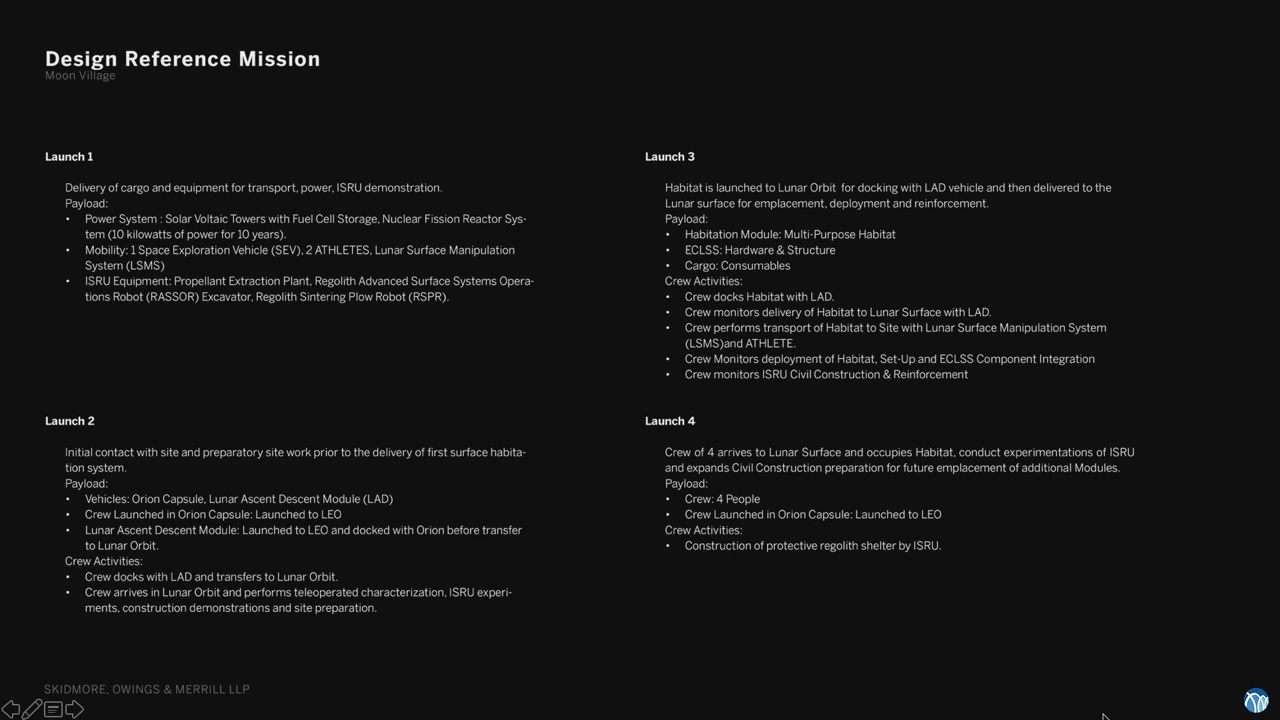 Design Reference Mission
Moon Village
Launch 1
Delivery of cargo and equipment for transport, power, ISRU demonstration.
Payload:
• Power System : Solar Voltaic Towers with Fuel Cell Storage, Nuclear Fission Reactor Sys-
tem (10 kilowatts of power for 10 years).
• Mobility: 1 Space Exploration Vehicle (SEV), 2 ATHLETES, Lunar Surface Manipulation
System (LSMS)
• ISRU Equipment: Propellant Extraction Plant, Regolith Advanced Surface Systems Opera-
tions Robot (RASSOR) Excavator, Regolith Sintering Plow Robot (RSPR).
Launch 2
Initial contact with site and preparatory site work prior to the delivery of first surface habita-
tion system.
Payload:
• Vehicles: Orion Capsule, Lunar Ascent Descent Module (LAD)
• Crew Launched in Orion Capsule: Launched to LEO
• Lunar Ascent Descent Module: Launched to LEO and docked with Orion before transfer
to Lunar Orbit.
Crew Activities:
• Crew docks with LAD and transfers to Lunar Orbit.
• Crew arrives in Lunar Orbit and performs teleoperated characterization, ISRU experi-
ments, construction demonstrations and site preparation.
Launch 3
Habitat is launched to Lunar Orbit for docking with LAD vehicle and then delivered to the
Lunar surface for emplacement, deployment and reinforcement.
Payload:
• Habitation Module: Multi-Purpose Habitat
• ECLSS: Hardware & Structure
• Cargo: Consumables
Crew Activities:
• Crew docks Habitat with LAD.
• Crew monitors delivery of Habitat to Lunar Surface with LAD.
• Crew performs transport of Habitat to Site with Lunar Surface Manipulation System
(LSMS)and ATHLETE.
• Crew Monitors deployment of Habitat, Set-Up and ECLSS Component Integration
• Crew monitors ISRU Civil Construction & Reinforcement
Launch 4
Crew of 4 arrives to Lunar Surface and occupies Habitat, conduct experimentations of ISRU
and expands Civil Construction preparation for future emplacement of additional Modules.
Payload:
• Crew: 4 People
• Crew Launched in Orion Capsule: Launched to LEO
Crew Activities:
• Construction of protective regolith shelter by ISRU.
SKIDMORE, OWINGS & MERRILL LLP